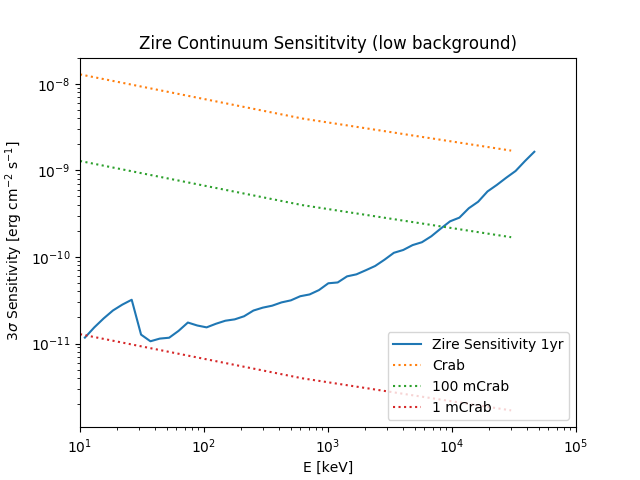 Zire Continuum Sensititvity (low background)
3σ Sensitivity [erg cm⁻² s⁻¹]
10⁻⁸
10⁻⁹
10⁻¹⁰
10⁻¹¹
Zire Sensitivity 1yr
Crab
100 mCrab
1 mCrab
10¹ 10² 10³ 10⁴ 10⁵
E [keV]